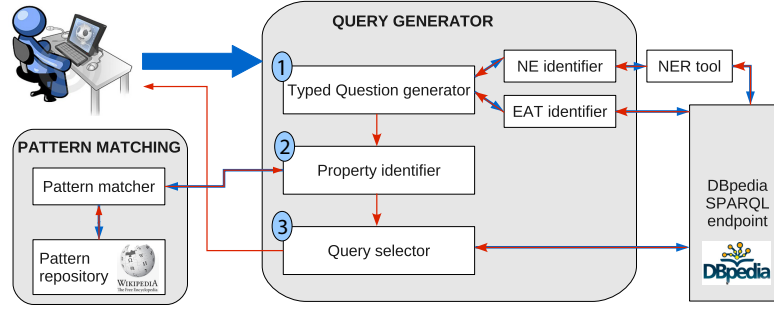 QUERY GENERATOR
1
Typed Question generator
NE identifier
NER tool
EAT identifier
PATTERN MATCHING
2
Property identifier
Pattern matcher
3
Query selector
Pattern
repository
WIKIPEDIA
The Free Encyclopedia
DBpedia
SPARQL
endpoint
DBpedia